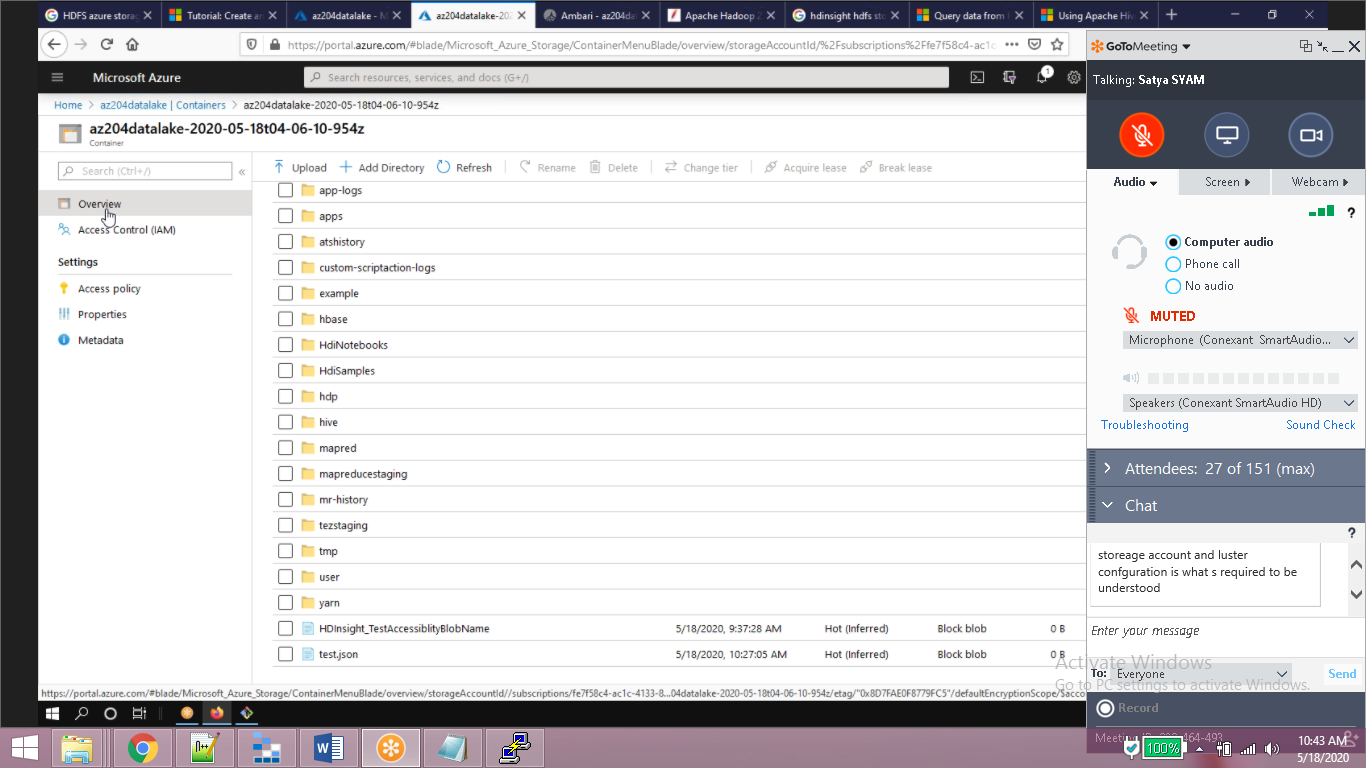 HDFS azure storag
Tutorial: Create an
az204datalake - M
az204datalake-202
Ambari - az204da
Apache Hadoop 2
hdinsight hdfs sto
Query data from
Using Apache Hiv
https://portal.azure.com/#blade/Microsoft_Azure_Storage/ContainerMenuBlade/overview/storageAccountId/%2Fsubscriptions%2Ffe7f58c4-ac1c
Microsoft Azure
Search resources, services, and docs (G+/)
1
Home > az204datalake | Containers > az204datalake-2020-05-18t04-06-10-954z
az204datalake-2020-05-18t04-06-10-954z
Container
Search (Ctrl+/)
«
Overview
Access Control (IAM)
Settings
Access policy
Properties
Metadata
Upload + Add Directory Refresh Rename Delete Change tier Acquire lease Break lease
app-logs
apps
atshistory
custom-scriptaction-logs
example
hbase
HdiNotebooks
HdiSamples
hdp
hive
mapred
mapreducestaging
mr-history
tezstaging
tmp
user
yarn
HDInsight_TestAccessiblityBlobName 5/18/2020, 9:37:28 AM Hot (Inferred) Block blob 0 B
test.json 5/18/2020, 10:27:05 AM Hot (Inferred) Block blob 0 B
https://portal.azure.com/#blade/Microsoft_Azure_Storage/ContainerMenuBlade/overview/storageAccountId//subscriptions/fe7f58c4-ac1c-4133-8...04datalake-2020-05-18t04-06-10-954z/etag/"0x8D7FAE0F8779FC5"/defaultEncryptionScope/$acco
GoToMeeting
Talking: Satya SYAM
Audio
Screen
Webcam
?
Computer audio
Phone call
No audio
MUTED
Microphone (Conexant SmartAudio...
Speakers (Conexant SmartAudio HD)
Troubleshooting
Sound Check
Attendees: 27 of 151 (max)
Chat
?
storeage account and luster
confguration is what s required to be
understood
Enter your message
Activate Windows
To: Everyone
Send
Go to PC settings to activate Windows.
Record
100%
10:43 AM
5/18/2020